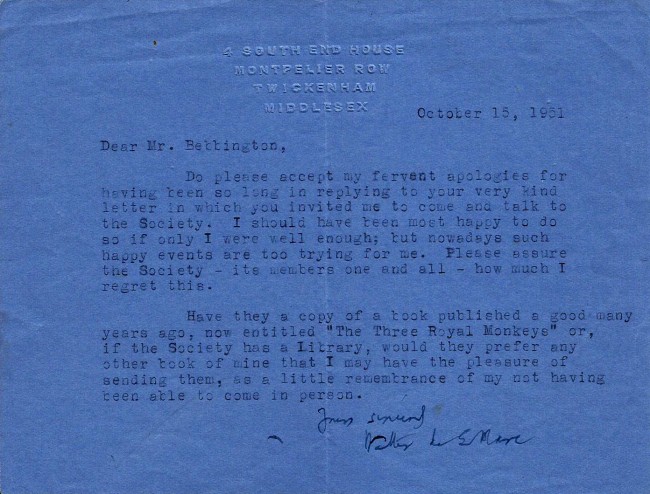 4 SOUTH END HOUSE
MONTPELIER ROW
TWICKENHAM
MIDDLESEX
October 15, 1951
Dear Mr. Bebbington,
Do please accept my fervent apologies for
having been so long in replying to your very kind
letter in which you invited me to come and talk to
the Society. I should have been most happy to do
so if only I were well enough; but nowadays such
happy events are too trying for me. Please assure
the Society - its members one and all - how much I
regret this.
Have they a copy of a book published a good many
years ago, now entitled "The Three Royal Monkeys" or,
if the Society has a Library, would they prefer any
other book of mine that I may have the pleasure of
sending them, as a little remembrance of my not having
been able to come in person.
Yours sincerely
Walter de la Mare